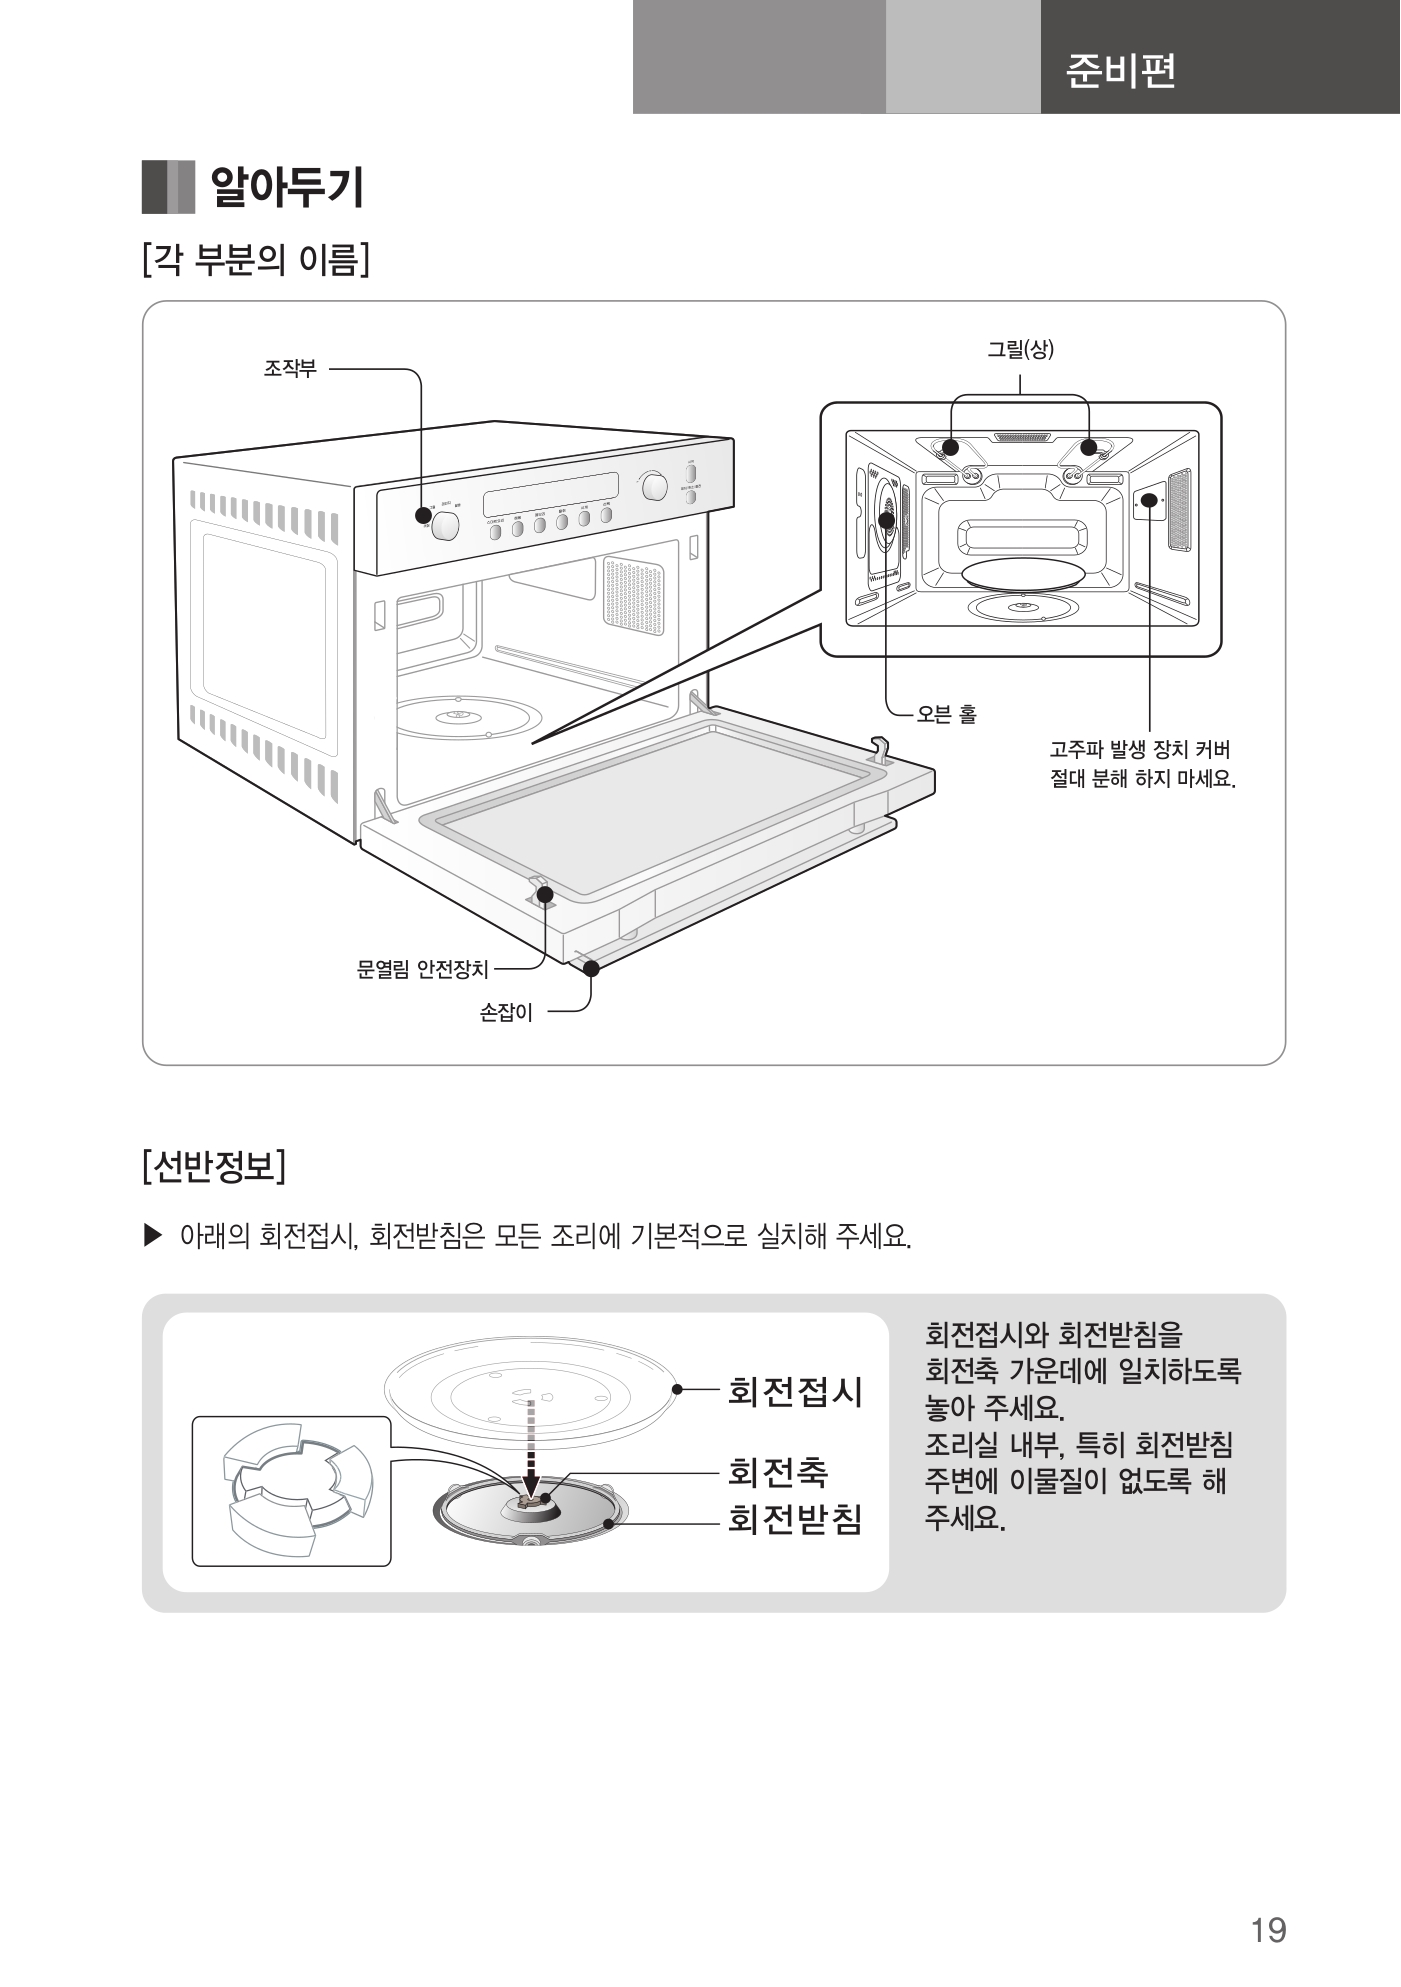 준비편
알아두기
[각 부분의 이름]
조작부
그릴(상)
오븐 홀
고주파 발생 장치 커버
절대 분해 하지 마세요.
문열림 안전장치
손잡이
[선반정보]
▶ 아래의 회전접시, 회전받침은 모든 조리에 기본적으로 실치해 주세요.
회전접시
회전축
회전받침
회전접시와 회전받침을
회전축 가운데에 일치하도록
놓아 주세요.
조리실 내부, 특히 회전받침
주변에 이물질이 없도록 해
주세요.
19